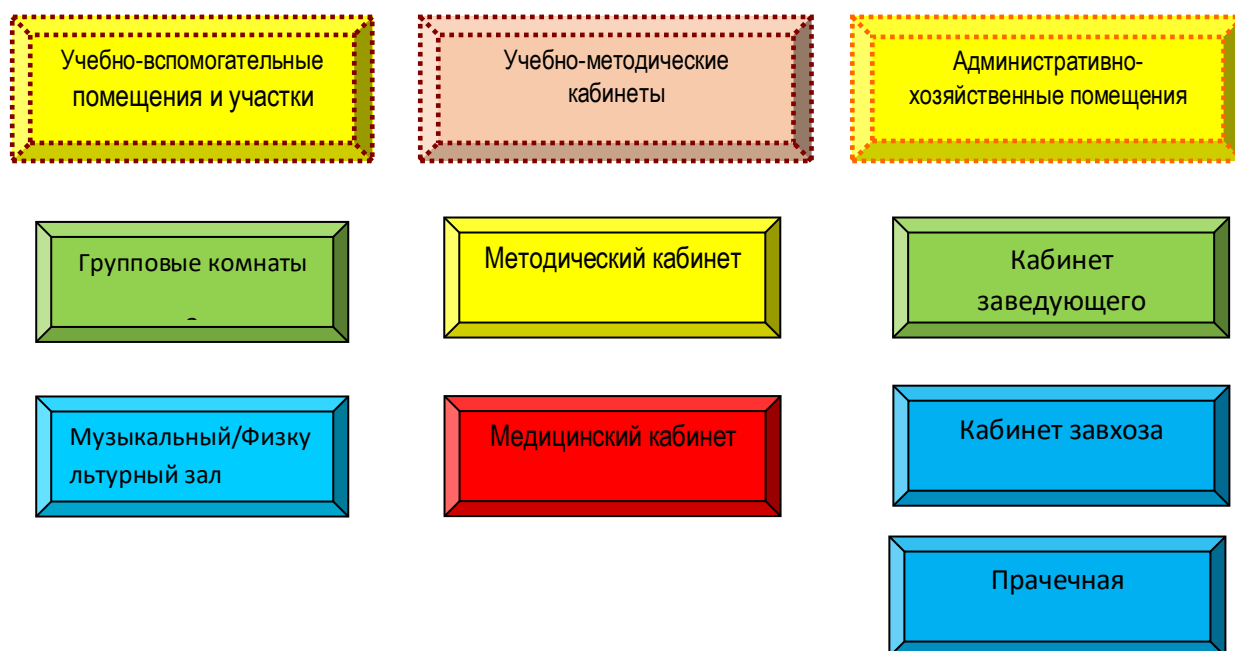 Учебно-вспомогательные
помещения и участки
Учебно-методические
кабинеты
Административно-
хозяйственные помещения
Групповые комнаты
Методический кабинет
Кабинет
заведующего
Музыкальный/Физку
льтурный зал
Медицинский кабинет
Кабинет завхоза
Прачечная